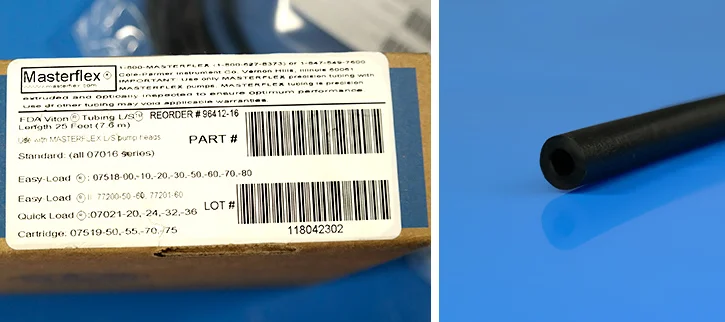 Masterflex®
www.masterflex.com
1-800-MASTERFLEX (1-800-627-8373) or 1-847-549-7600
Cole-Parmer Instrument Co. Vernon Hills, Illinois 60061
IMPORTANT: Use only MASTERFLEX precision tubing with
MASTERFLEX pumps. MASTERFLEX tubing is precision
extruded and optically inspected to ensure optimum performance.
Use of other tubing may void applicable warranties.
FDA Viton® Tubing L/S® REORDER # 96412-16
Length 25 Feet (7.6 m)
Use with MASTERFLEX L/S pump heads
PART #
Standard: (all 07016 series)
Easy-Load ®: 07518-00,-10,-20,-30,-50,-60,-70,-80
Easy Load ® II: 77200-50 -60, 77201-60
Quick Load ®:07021-20, -24,-32,-36
LOT #
Cartridge: 07519-50,-55,-70,-75
118042302